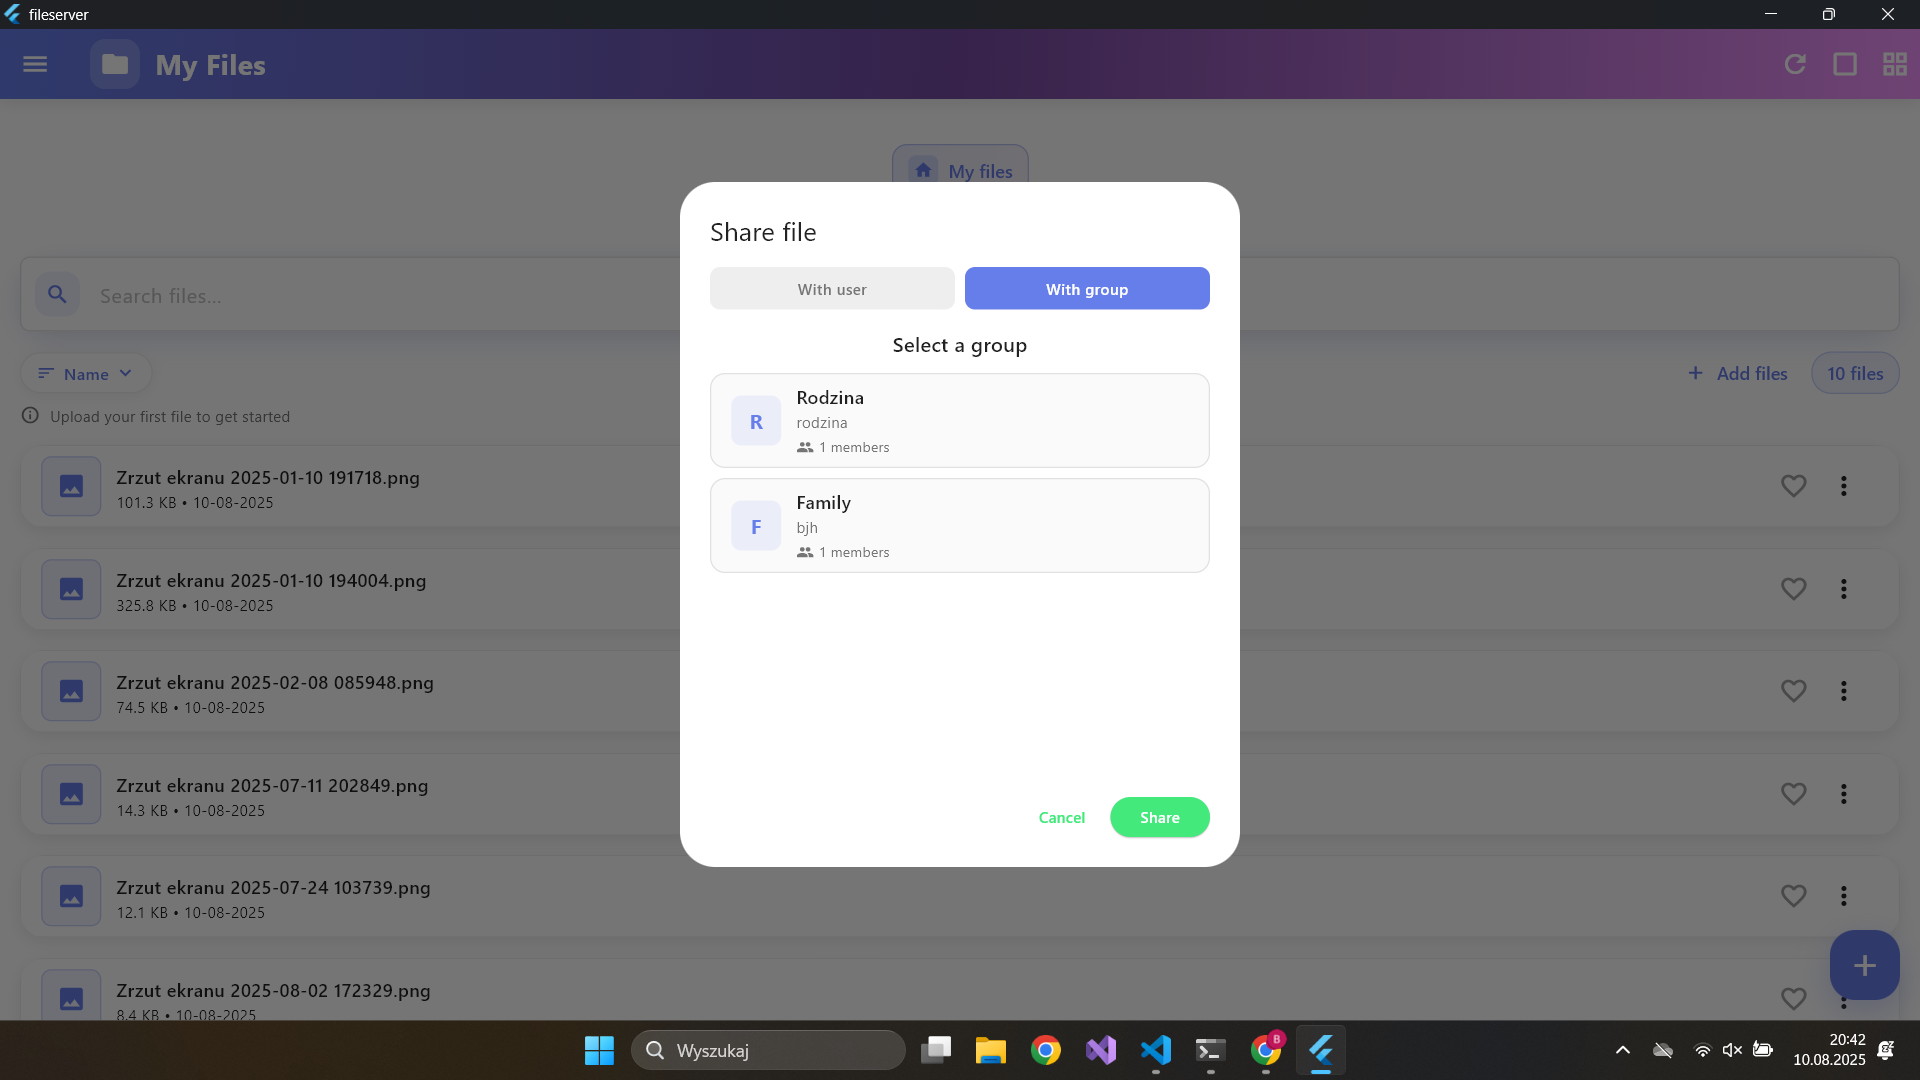 fileserver
My Files
My files
Search files...
Name
Add files
10 files
Upload your first file to get started
Zrzut ekranu 2025-01-10 191718.png
101.3 KB • 10-08-2025
Zrzut ekranu 2025-01-10 194004.png
325.8 KB • 10-08-2025
Zrzut ekranu 2025-02-08 085948.png
74.5 KB • 10-08-2025
Zrzut ekranu 2025-07-11 202849.png
14.3 KB • 10-08-2025
Zrzut ekranu 2025-07-24 103739.png
12.1 KB • 10-08-2025
Zrzut ekranu 2025-08-02 172329.png
8.4 KB • 10-08-2025
Share file
With user
With group
Select a group
R
Rodzina
rodzina
1 members
F
Family
bjh
1 members
Cancel
Share
Wyszukaj
B
20:42
10.08.2025